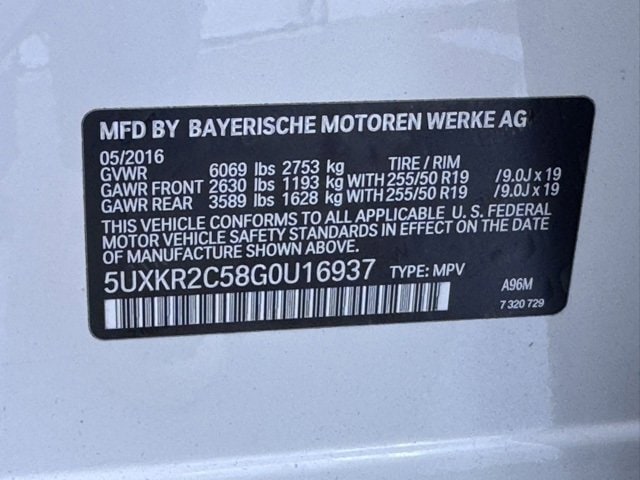 MFD BY BAYERISCHE MOTOREN WERKE AG
05/2016
GVWR 6069 lbs 2753 kg TIRE / RIM
GAWR FRONT 2630 lbs 1193 kg WITH 255/50 R19 /9.0J x 19
GAWR REAR 3589 lbs 1628 kg WITH 255/50 R19 /9.0J x 19
THIS VEHICLE CONFORMS TO ALL APPLICABLE U. S. FEDERAL
MOTOR VEHICLE SAFETY STANDARDS IN EFFECT ON THE DATE
OF MANUFACTURE SHOWN ABOVE.
5UXKR2C58G0U16937 TYPE: MPV A96M
7 320 729